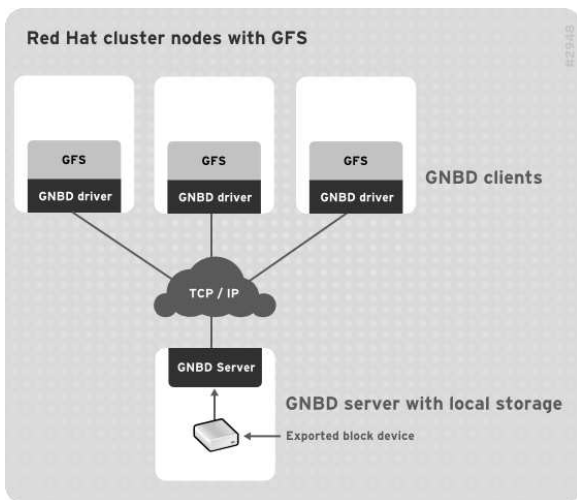 Red Hat cluster nodes with GFS
#2948
GFS
GFS
GFS
GNBD driver
GNBD driver
GNBD driver
GNBD clients
TCP / IP
GNBD Server
GNBD server with local storage
Exported block device